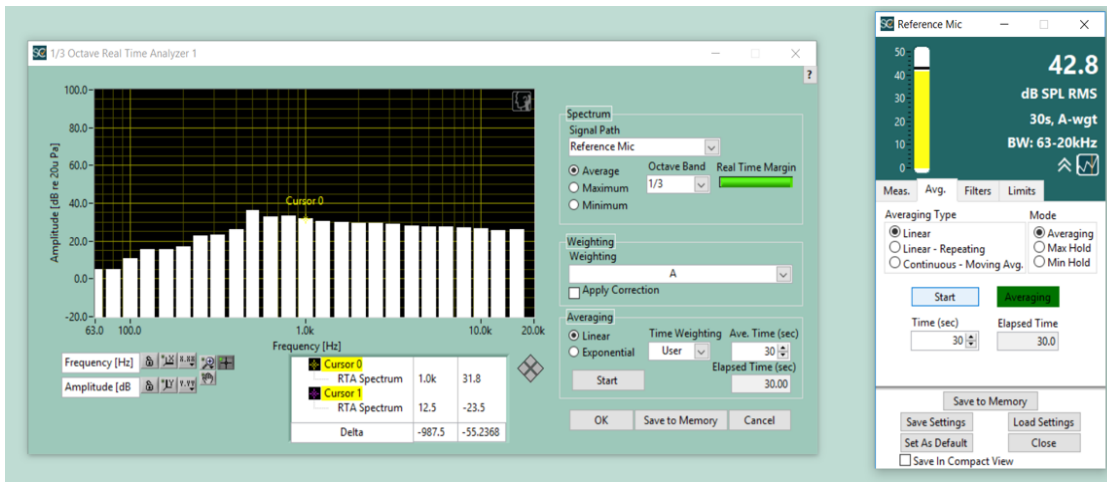 SC 1/3 Octave Real Time Analyzer 1
?
100.0
80.0
60.0
40.0
20.0
0.0
-20.0
Amplitude [dB re 20u Pa]
Cursor 0
63.0 100.0 1.0k 10.0k 20.0k
Frequency [Hz]
Frequency [Hz]
Amplitude [dB
Cursor 0
RTA Spectrum 1.0k 31.8
Cursor 1
RTA Spectrum 12.5 -23.5
Delta -987.5 -55.2368
Spectrum
Signal Path
Reference Mic
Average
Maximum
Minimum
Octave Band
1/3
Real Time Margin
Weighting
Weighting
A
Apply Correction
Averaging
Linear
Exponential
Time Weighting
User
Ave. Time (sec)
30
Elapsed Time (sec)
30.00
Start
OK Save to Memory Cancel
SC Reference Mic
50
40
30
20
10
0
42.8
dB SPL RMS
30s, A-wgt
BW: 63-20kHz
Meas. Avg. Filters Limits
Averaging Type
Linear
Linear - Repeating
Continuous - Moving Avg.
Mode
Averaging
Max Hold
Min Hold
Start Averaging
Time (sec) Elapsed Time
30 30.0
Save to Memory
Save Settings Load Settings
Set As Default Close
Save In Compact View